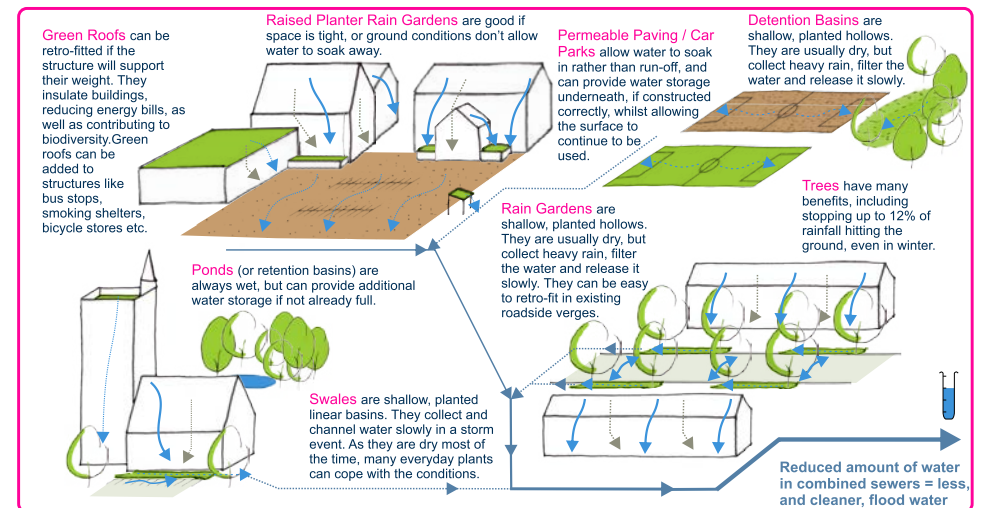 Green Roofs can be
retro-fitted if the
structure will support
their weight. They
insulate buildings,
reducing energy bills, as
well as contributing to
biodiversity.Green
roofs can be
added to
structures like
bus stops,
smoking shelters,
bicycle stores etc.
Raised Planter Rain Gardens are good if
space is tight, or ground conditions don’t allow
water to soak away.
Permeable Paving / Car
Parks allow water to soak
in rather than run-off, and
can provide water storage
underneath, if constructed
correctly, whilst allowing
the surface to
continue to be
used.
Detention Basins are
shallow, planted hollows.
They are usually dry, but
collect heavy rain, filter the
water and release it slowly.
Trees have many
benefits, including
stopping up to 12% of
rainfall hitting the
ground, even in winter.
Rain Gardens are
shallow, planted hollows.
They are usually dry, but
collect heavy rain, filter
the water and release it
slowly. They can be easy
to retro-fit in existing
roadside verges.
Ponds (or retention basins) are
always wet, but can provide additional
water storage if not already full.
Swales are shallow, planted
linear basins. They collect and
channel water slowly in a storm
event. As they are dry most of
the time, many everyday plants
can cope with the conditions.
Reduced amount of water
in combined sewers = less,
and cleaner, flood water